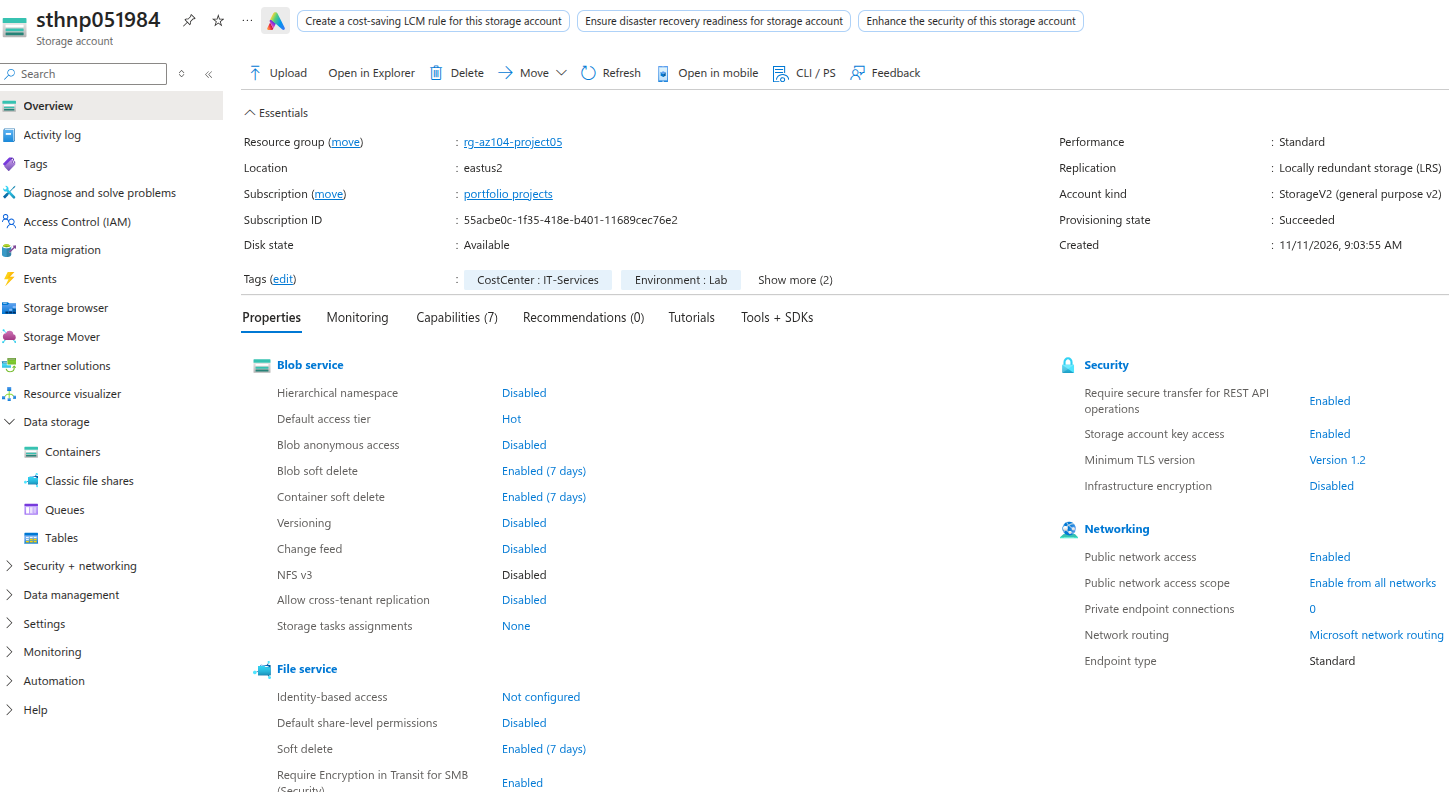 sthnp051984
Storage account
Create a cost-saving LCM rule for this storage account
Ensure disaster recovery readiness for storage account
Enhance the security of this storage account
Search
Overview
Activity log
Tags
Diagnose and solve problems
Access Control (IAM)
Data migration
Events
Storage browser
Storage Mover
Partner solutions
Resource visualizer
Data storage
Containers
Classic file shares
Queues
Tables
Security + networking
Data management
Settings
Monitoring
Automation
Help
Upload Open in Explorer Delete Move Refresh Open in mobile CLI / PS Feedback
Essentials
Resource group (move) : rg-az104-project05
Location : eastus2
Subscription (move) : portfolio projects
Subscription ID : 55acbe0c-1f35-418e-b401-11689cec76e2
Disk state : Available
Tags (edit) : CostCenter : IT-Services Environment : Lab Show more (2)
Performance : Standard
Replication : Locally redundant storage (LRS)
Account kind : StorageV2 (general purpose v2)
Provisioning state : Succeeded
Created : 11/11/2026, 9:03:55 AM
Properties Monitoring Capabilities (7) Recommendations (0) Tutorials Tools + SDKs
Blob service
Hierarchical namespace Disabled
Default access tier Hot
Blob anonymous access Disabled
Blob soft delete Enabled (7 days)
Container soft delete Enabled (7 days)
Versioning Disabled
Change feed Disabled
NFS v3 Disabled
Allow cross-tenant replication Disabled
Storage tasks assignments None
File service
Identity-based access Not configured
Default share-level permissions Disabled
Soft delete Enabled (7 days)
Require Encryption in Transit for SMB
(Security) Enabled
Security
Require secure transfer for REST API
operations Enabled
Storage account key access Enabled
Minimum TLS version Version 1.2
Infrastructure encryption Disabled
Networking
Public network access Enabled
Public network access scope Enable from all networks
Private endpoint connections 0
Network routing Microsoft network routing
Endpoint type Standard